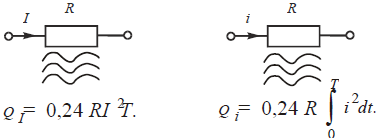 I R
i R
Q_I = 0,24 RI²T.
Q_i = 0,24 R ∫₀ᵀ i²dt.